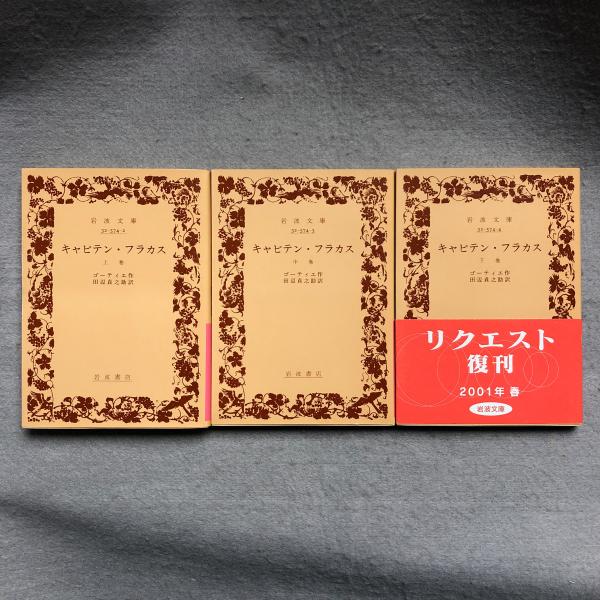 岩波文庫
キャピテン・フラカス
上巻
ゴーティエ作
田辺貞之助訳
岩波書店
岩波文庫
キャピテン・フラカス
中巻
ゴーティエ作
田辺貞之助訳
岩波書店
岩波文庫
キャピテン・フラカス
下巻
ゴーティエ作
田辺貞之助訳
リクエスト
復刊
2001年 春
岩波文庫